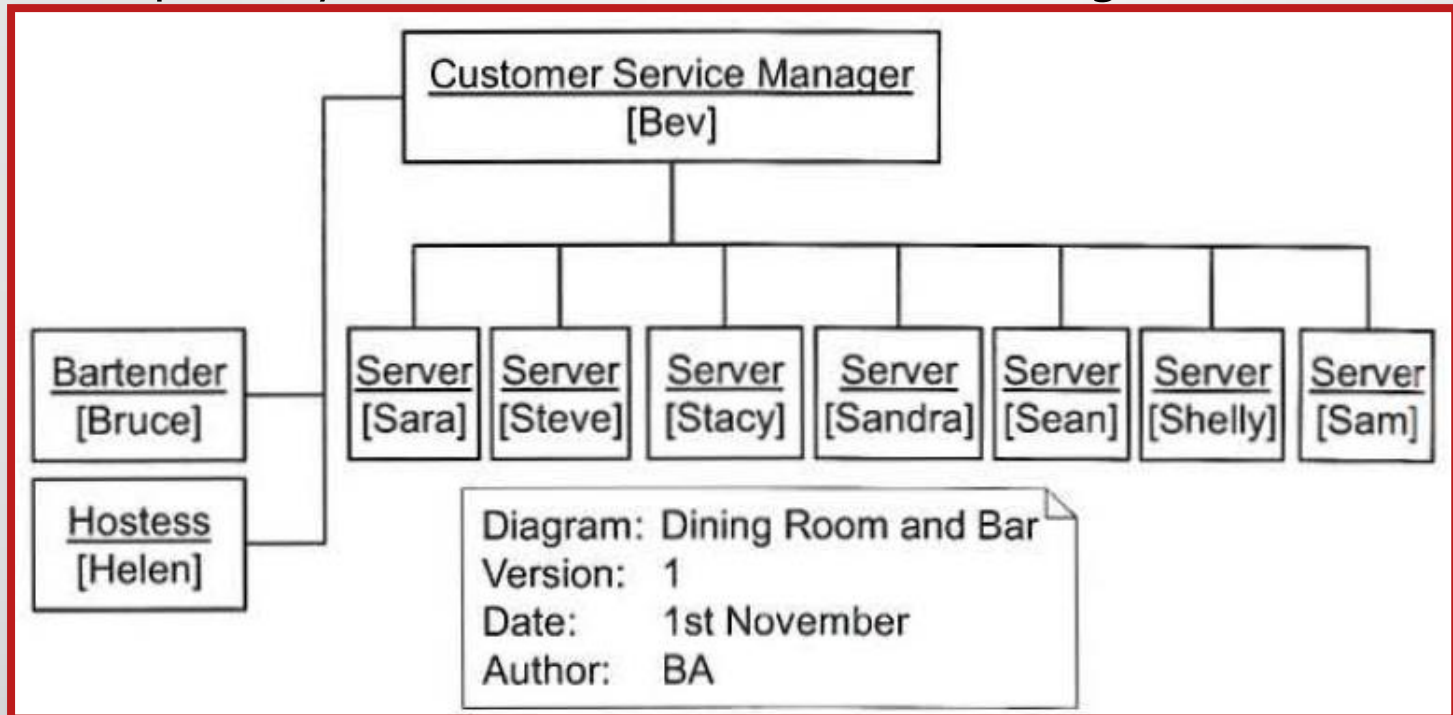 Customer Service Manager
[Bev]
Bartender
[Bruce]
Hostess
[Helen]
Server
[Sara]
Server
[Steve]
Server
[Stacy]
Server
[Sandra]
Server
[Sean]
Server
[Shelly]
Server
[Sam]
Diagram: Dining Room and Bar
Version: 1
Date: 1st November
Author: BA